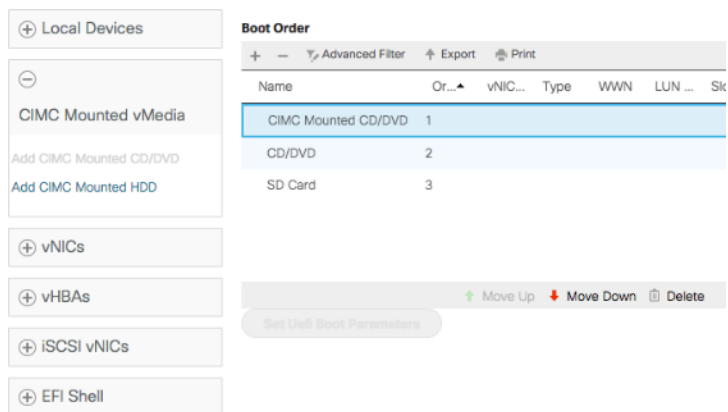 Local Devices
CIMC Mounted vMedia
Add CIMC Mounted CD/DVD
Add CIMC Mounted HDD
vNICs
vHBAs
iSCSI vNICs
EFI Shell
Boot Order
+ − Advanced Filter Export Print
Name Or... vNIC... Type WWN LUN ... Slo
CIMC Mounted CD/DVD 1
CD/DVD 2
SD Card 3
Move Up Move Down Delete
Set Uefi Boot Parameters